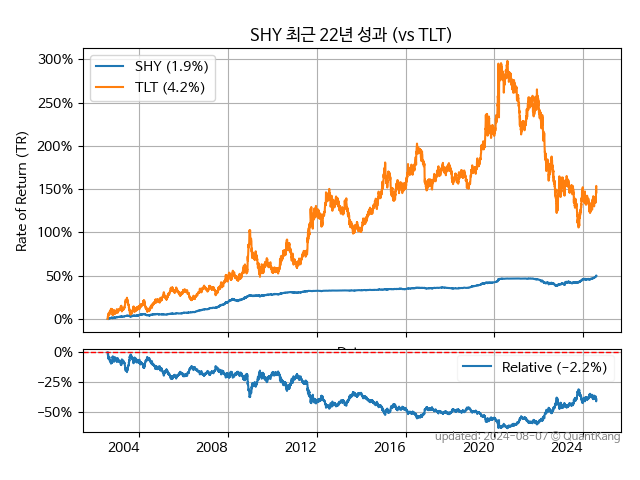 SHY 최근 22년 성과 (vs TLT)
300%
250%
200%
150%
100%
50%
0%
Rate of Return (TR)
SHY (1.9%)
TLT (4.2%)
0%
−25%
−50%
Relative (−2.2%)
2004
2008
2012
2016
2020
2024
updated: 2024-08-07 © QuantKang